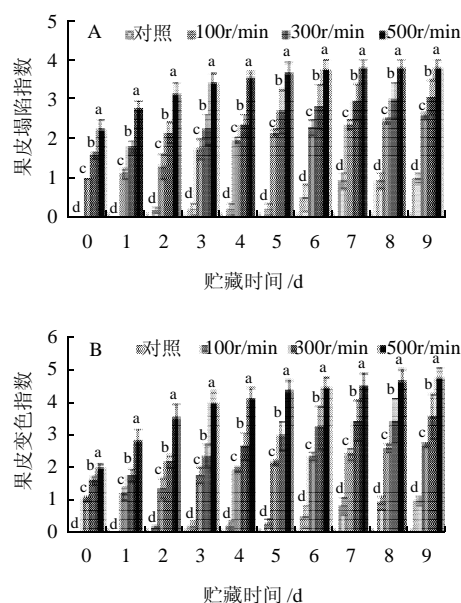 A 对照 100r/min 300r/min 500r/min
果皮塌陷指数
5
4
3
2
1
0
d c b a d c b a d c b a d c b a d c b a d c b a d c b a d c b a d c b a d c b a
0 1 2 3 4 5 6 7 8 9
贮藏时间/d
B 对照 100r/min 300r/min 500r/min
果皮变色指数
6
5
4
3
2
1
0
d c b a d c b a d c b a d c b a d c b a d c b a d c b a d c b a d c b a d c b a
0 1 2 3 4 5 6 7 8 9
贮藏时间/d